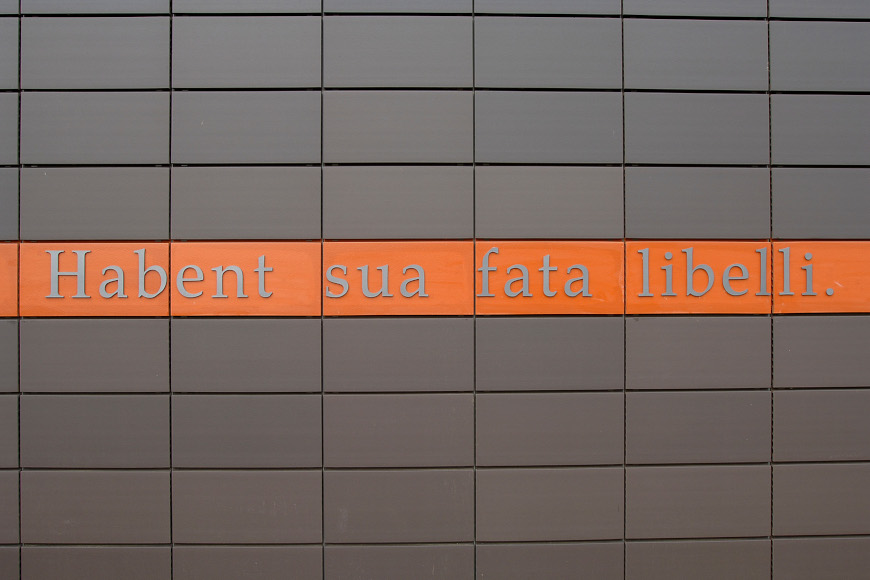 Habent sua fata libelli.